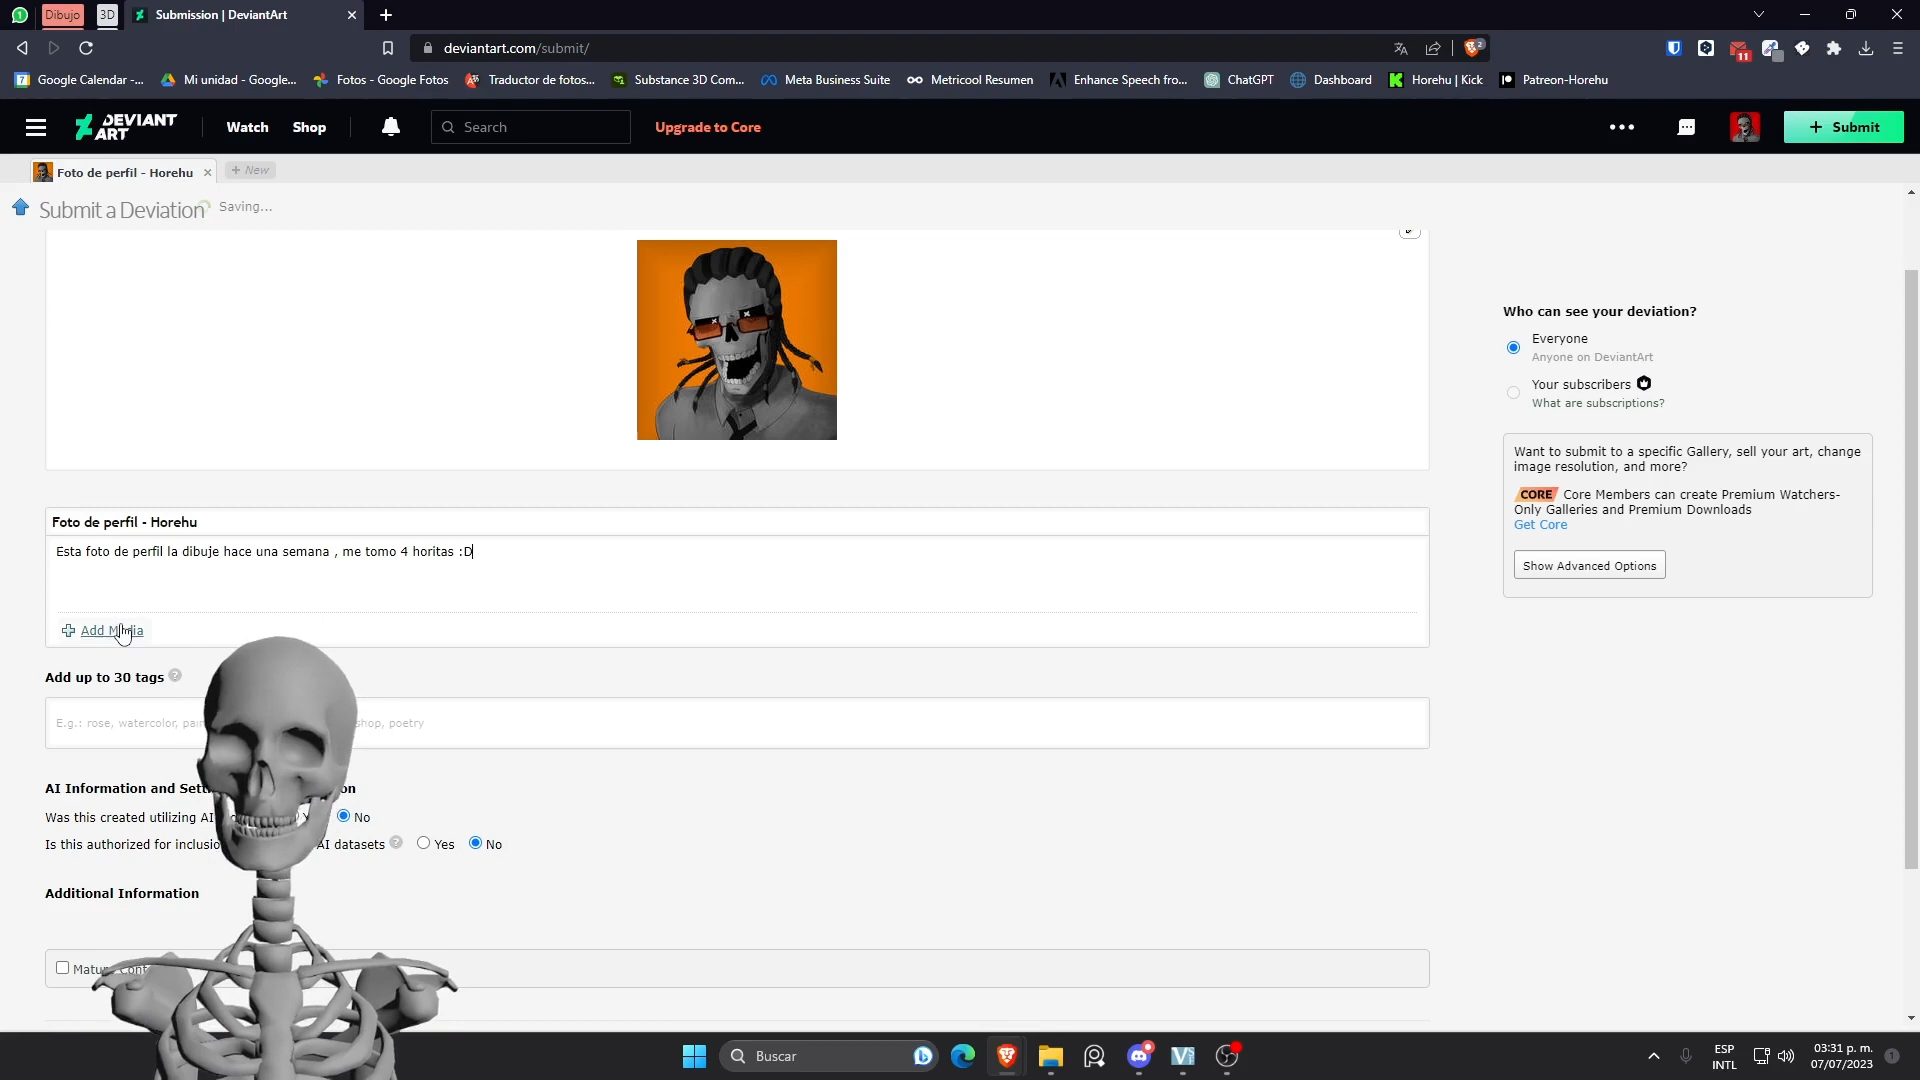 Dibujo
3D
Submission | DeviantArt
deviantart.com/submit/
2
11
Google Calendar -...
Mi unidad - Google...
Fotos - Google Fotos
Traductor de fotos...
Substance 3D Com...
Meta Business Suite
Metricool Resumen
Enhance Speech fro...
ChatGPT
Dashboard
Horehu | Kick
Patreon-Horehu
DEVIANT
ART
Watch
Shop
Search
Upgrade to Core
+ Submit
Foto de perfil - Horehu
+ New
Submit a Deviation
Saving...
Who can see your deviation?
Everyone
Anyone on DeviantArt
Your subscribers
What are subscriptions?
Want to submit to a specific Gallery, sell your art, change
image resolution, and more?
CORE Core Members can create Premium Watchers-
Only Galleries and Premium Downloads
Get Core
Show Advanced Options
Foto de perfil - Horehu
Esta foto de perfil la dibuje hace una semana , me tomo 4 horitas :D
Add Media
Add up to 30 tags
E.g.: rose, watercolor, shop, poetry
AI Information and
Was this created utilizing AI No
Is this authorized for AI datasets Yes No
Additional Information
Buscar
ESP
INTL
03:31 p. m.
07/07/2023
1